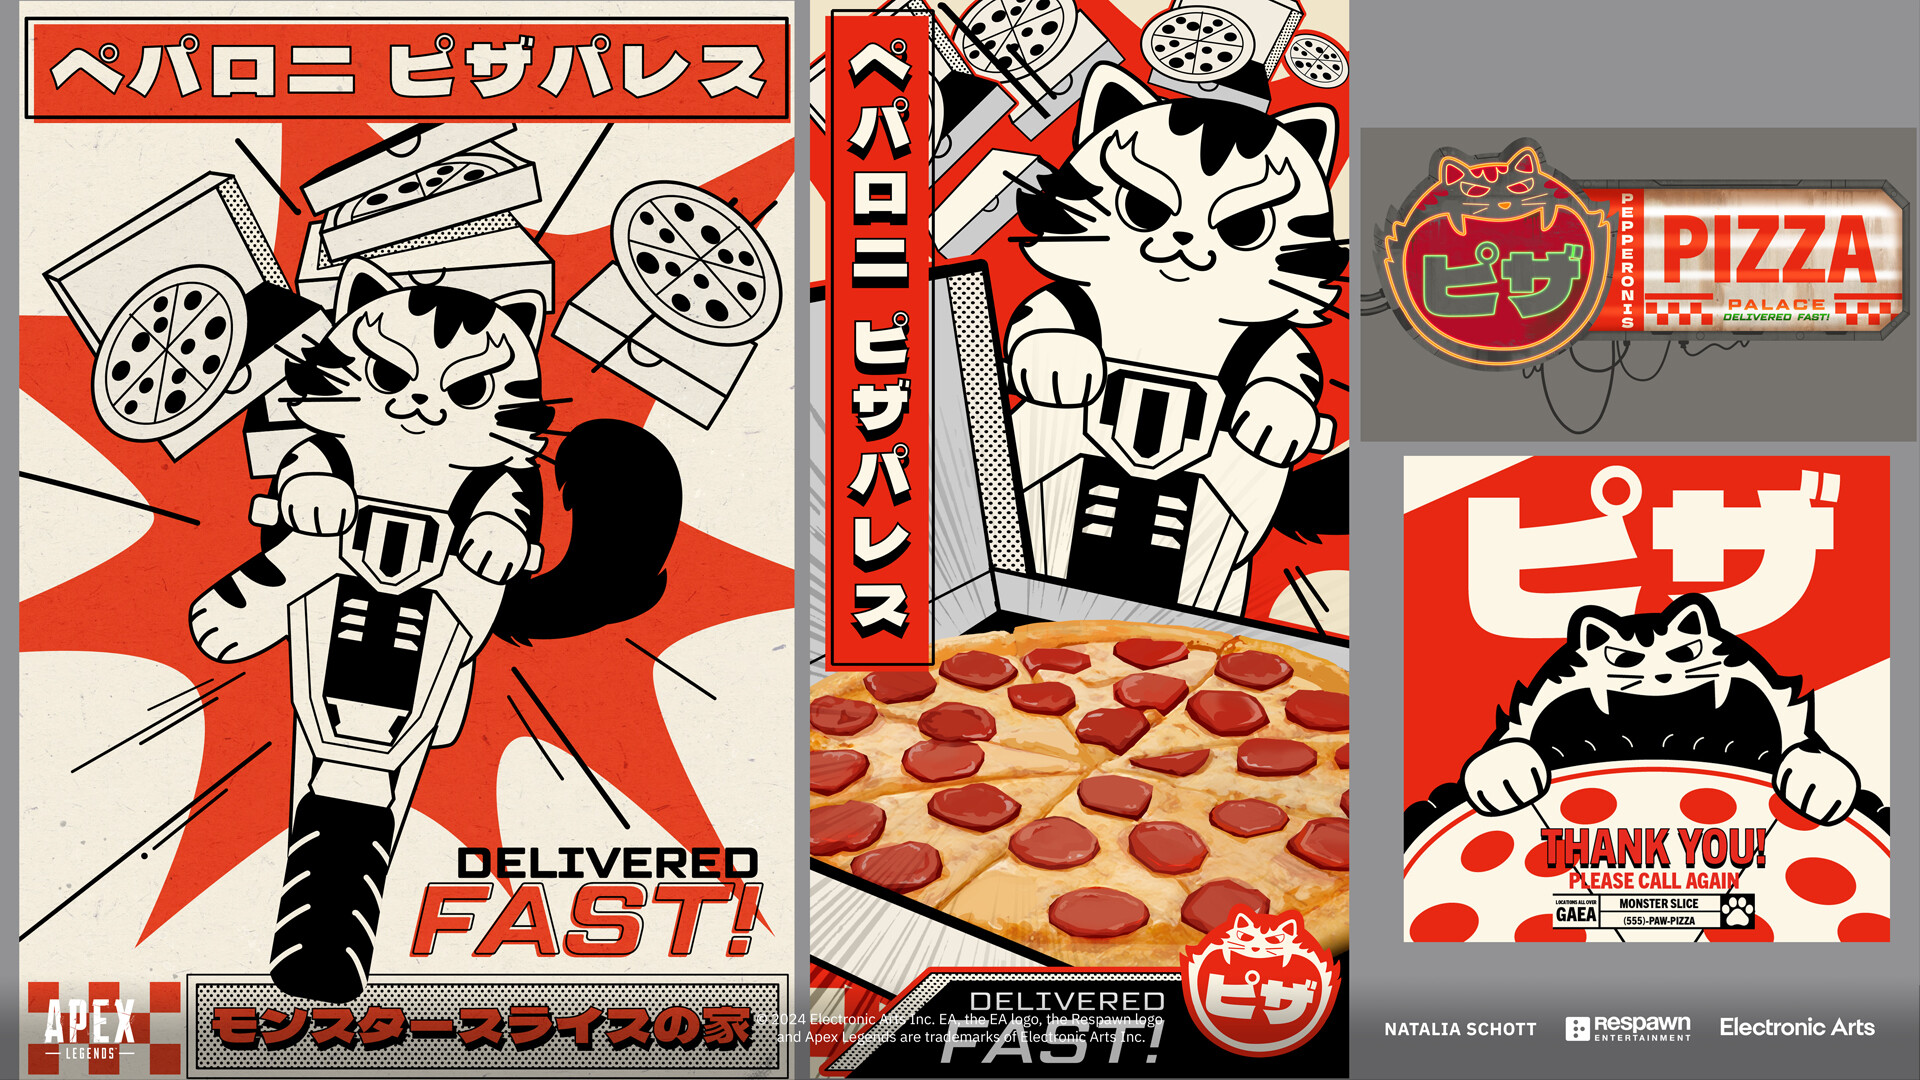 ペパロニ ピザパレス
DELIVERED
FAST!
APEX
LEGENDS
モンスタースライスの家
ペパロニ ピザパレス
DELIVERED
FAST!
ピザ
© 2024 Electronic Arts Inc. EA, the EA logo, the Respawn logo,
and Apex Legends are trademarks of Electronic Arts Inc.
ピザ
PEPPERONIS
PIZZA
PALACE
DELIVERED FAST!
ピザ
THANK YOU!
PLEASE CALL AGAIN
LOCATIONS ALL OVER
GAEA
MONSTER SLICE
(555)-PAW-PIZZA
NATALIA SCHOTT
Respawn
ENTERTAINMENT
Electronic Arts